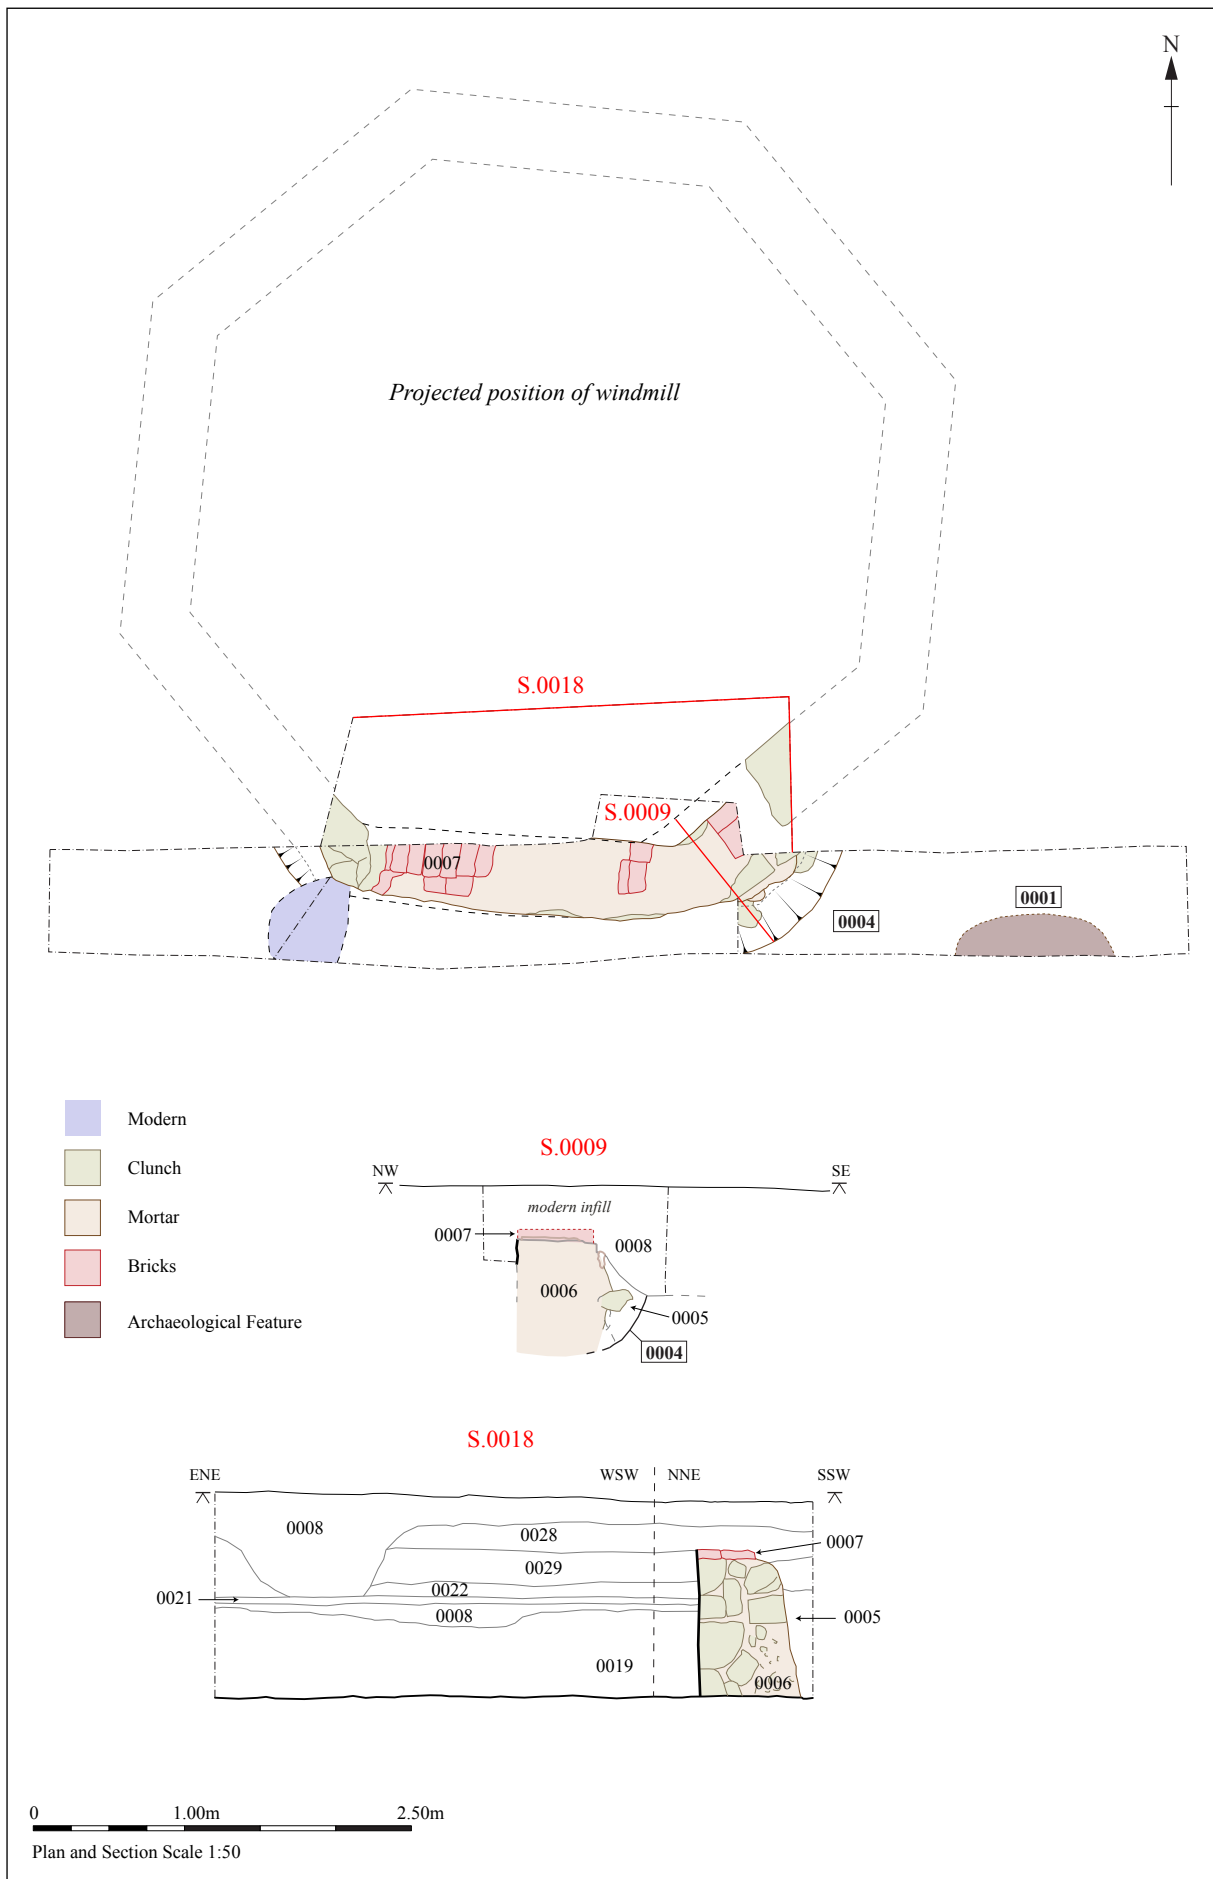 N
Projected position of windmill
S.0018
S.0009
0007
0001
0004
Modern
Clunch
Mortar
Bricks
Archaeological Feature
S.0009
NW
SE
modern infill
0007
0008
0006
0005
0004
S.0018
ENE
WSW
NNE
SSW
0008
0028
0007
0029
0022
0021
0008
0005
0019
0006
0
1.00m
2.50m
Plan and Section Scale 1:50